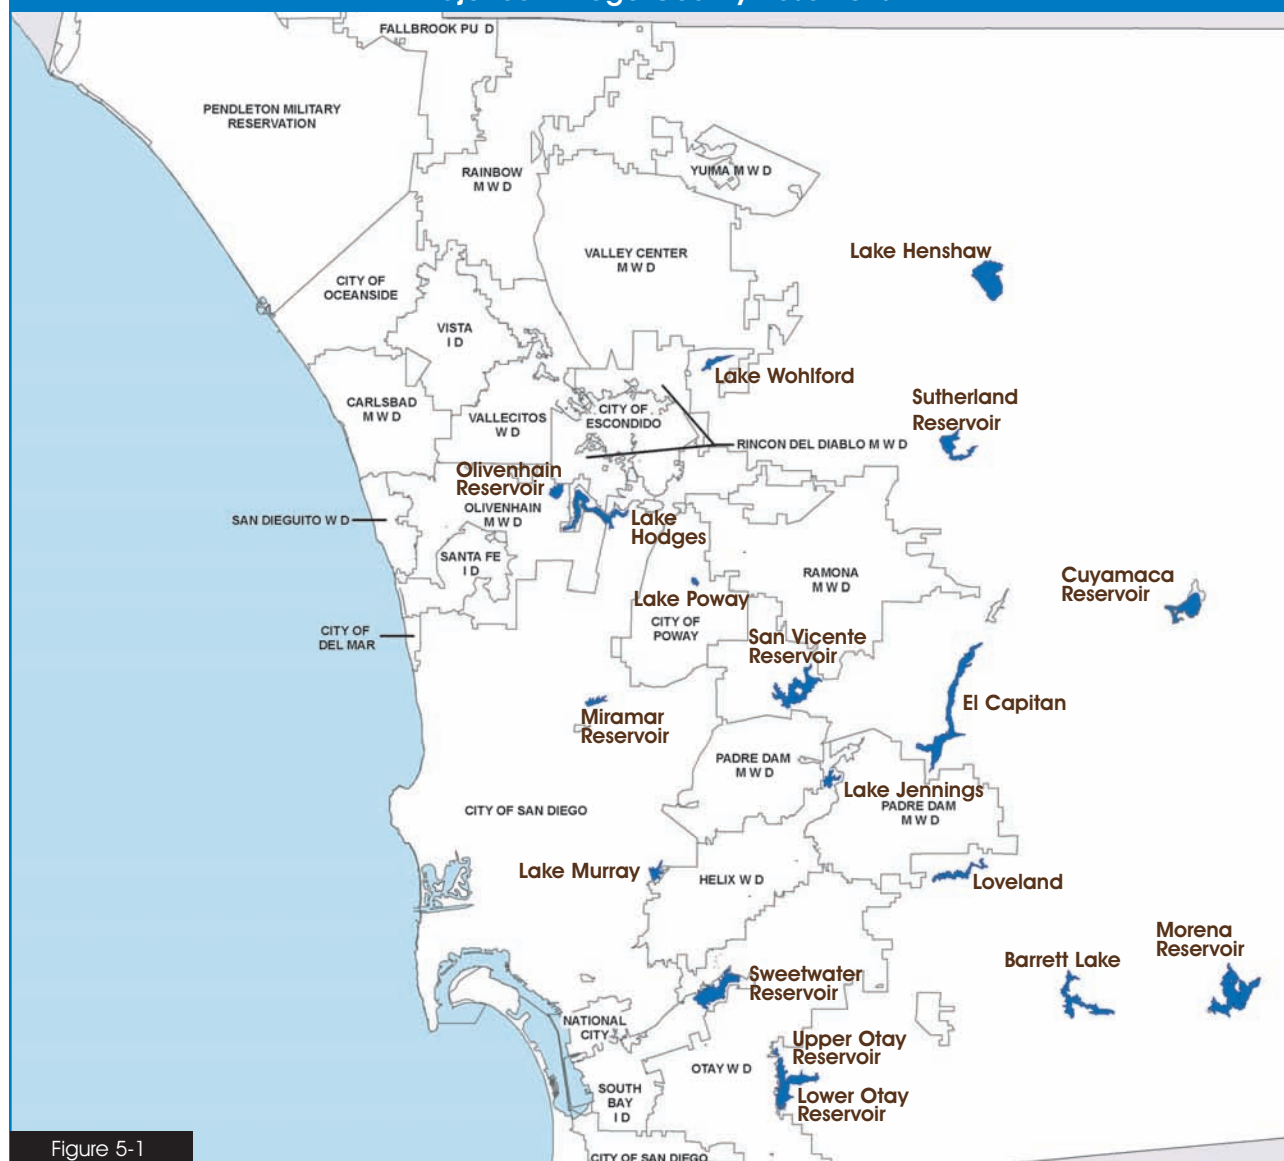 FALLBROOK PU D
PENDLETON MILITARY
RESERVATION
RAINBOW
M W D
YUIMA M W D
VALLEY CENTER
M W D
Lake Henshaw
CITY OF
OCEANSIDE
VISTA
I D
Lake Wohlford
CARLSBAD
M W D
VALLECITOS
W D
CITY OF
ESCONDIDO
Sutherland
Reservoir
RINCON DEL DIABLO M W D
Olivenhain
Reservoir
OLIVENHAIN
M W D
SAN DIEGUITO W D
Lake
Hodges
SANTA FE
I D
RAMONA
M W D
Cuyamaca
Reservoir
Lake Poway
CITY OF
POWAY
CITY OF
DEL MAR
San Vicente
Reservoir
El Capitan
Miramar
Reservoir
PADRE DAM
M W D
Lake Jennings
PADRE DAM
M W D
CITY OF SAN DIEGO
Lake Murray
HELIX W D
Loveland
Morena
Reservoir
Barrett Lake
Sweetwater
Reservoir
NATIONAL
CITY
Upper Otay
Reservoir
OTAY W D
Lower Otay
Reservoir
SOUTH
BAY
I D
Figure 5-1
CITY OF SAN DIEGO